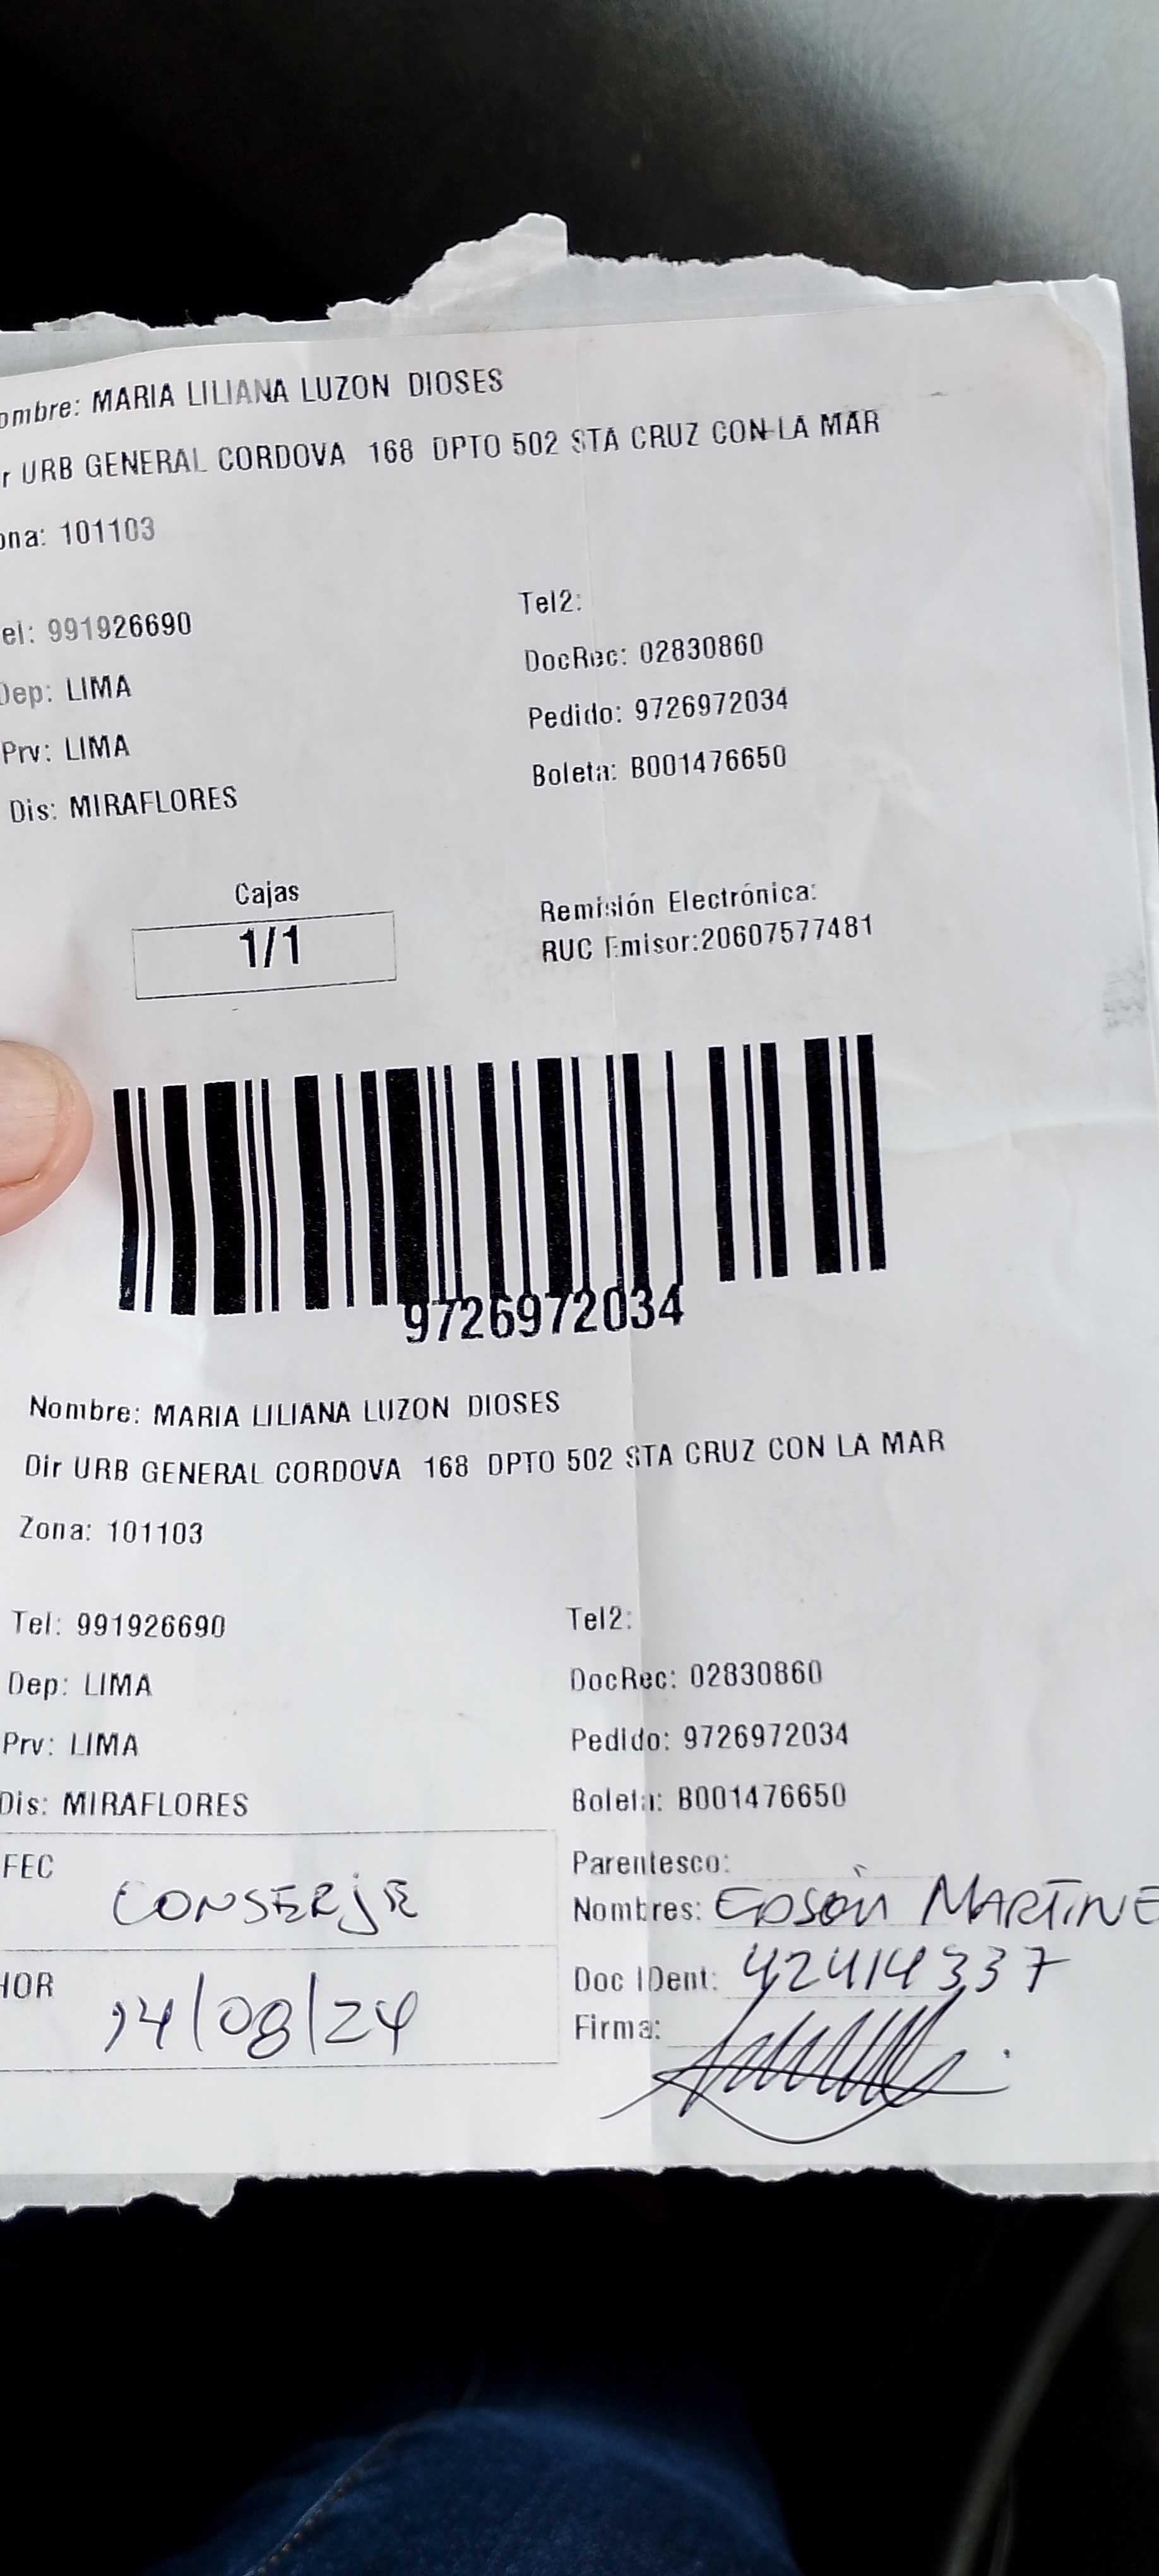 ombre: MARIA LILIANA LUZON DIOSES
r URB GENERAL CORDOVA 168 DPTO 502 STA CRUZ CON LA MAR
ona: 101103
el: 991926690
Tel2:
Dep: LIMA
DocRec: 02830860
Prv: LIMA
Pedido: 9726972034
Dis: MIRAFLORES
Boleta: B001476650
Cajas
1/1
Remisión Electrónica:
RUC Emisor:20607577481
9726972034
Nombre: MARIA LILIANA LUZON DIOSES
Dir URB GENERAL CORDOVA 168 DPTO 502 STA CRUZ CON LA MAR
Zona: 101103
Tel: 991926690
Tel2:
Dep: LIMA
DocRec: 02830860
Prv: LIMA
Pedido: 9726972034
Dis: MIRAFLORES
Boleta: B001476650
FEC CONSERJE
Parentesco:
Nombres: EDSON MARTINE
HOR 14/08/24
Doc IDent: 42414337
Firma: